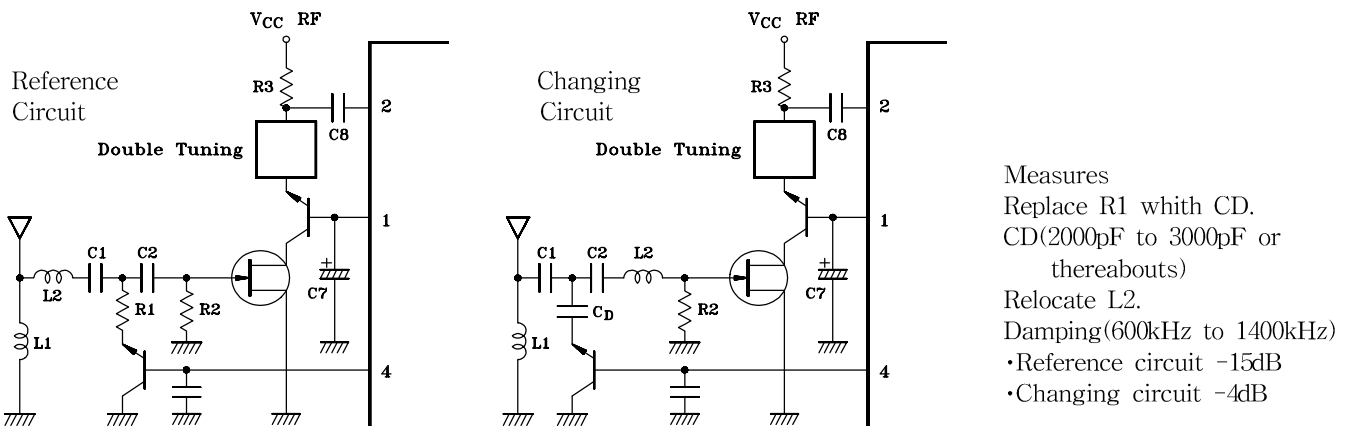 Reference
Circuit
VCC RF
R3
2
C8
Double Tuning
1
C1
C2
L2
R1
R2
+
C7
L1
4
Changing
Circuit
VCC RF
R3
2
C8
Double Tuning
1
C1
C2
L2
CD
R2
+
C7
L1
4
Measures
Replace R1 whith CD.
CD(2000pF to 3000pF or
thereabouts)
Relocate L2.
Damping(600kHz to 1400kHz)
·Reference circuit -15dB
·Changing circuit -4dB